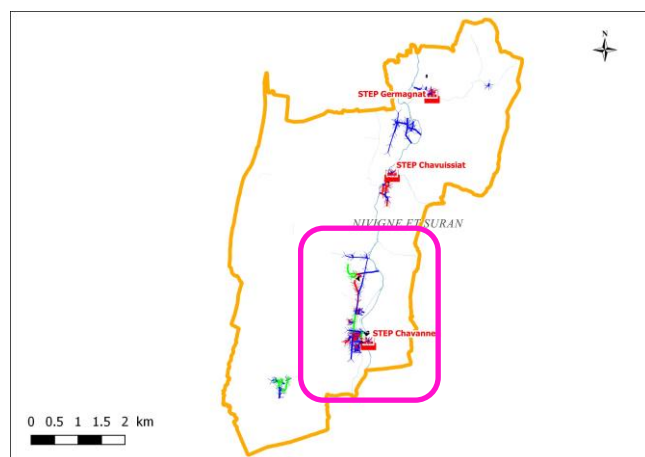 N
STEP Germagnat
STEP Chavuissiat
NIVIGNE ET SURAN
STEP Chavanne
0 0.5 1 1.5 2 km